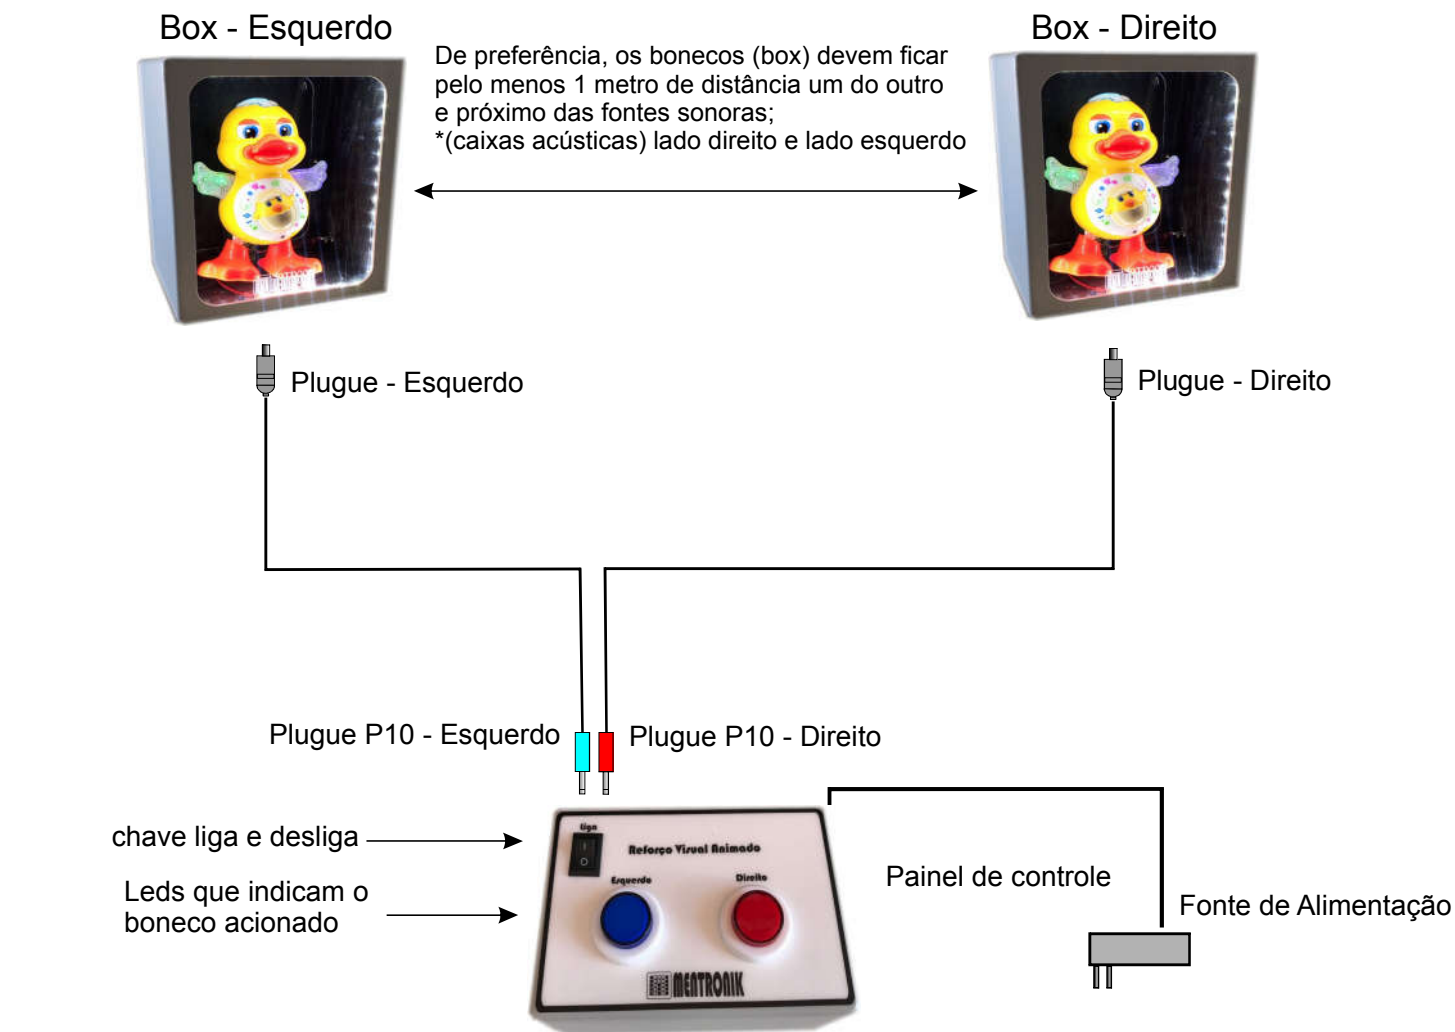 Box - Esquerdo
Box - Direito
De preferência, os bonecos (box) devem ficar
pelo menos 1 metro de distância um do outro
e próximo das fontes sonoras;
*(caixas acústicas) lado direito e lado esquerdo
Plugue - Esquerdo
Plugue - Direito
Plugue P10 - Esquerdo
Plugue P10 - Direito
chave liga e desliga
Leds que indicam o
boneco acionado
Liga
Reforço Visual Animado
Esquerdo
Direito
MENTRONIK
Painel de controle
Fonte de Alimentação